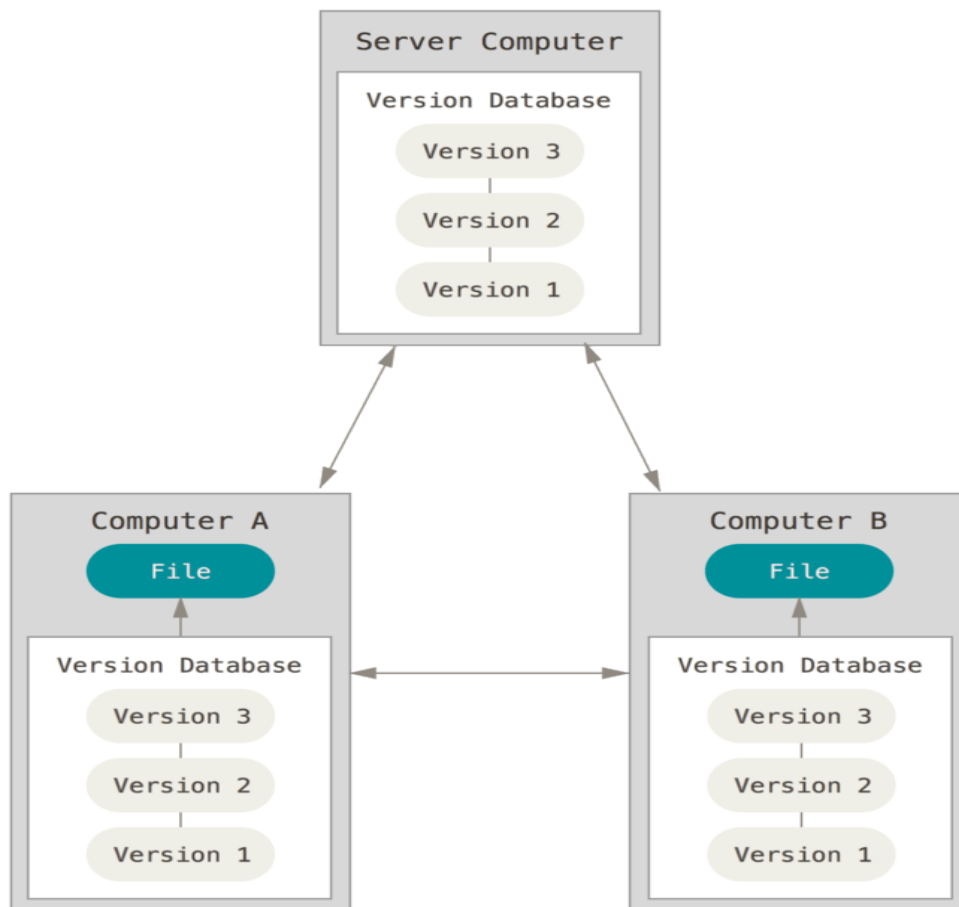 Server Computer
Version Database
Version 3
Version 2
Version 1
Computer A
File
Version Database
Version 3
Version 2
Version 1
Computer B
File
Version Database
Version 3
Version 2
Version 1